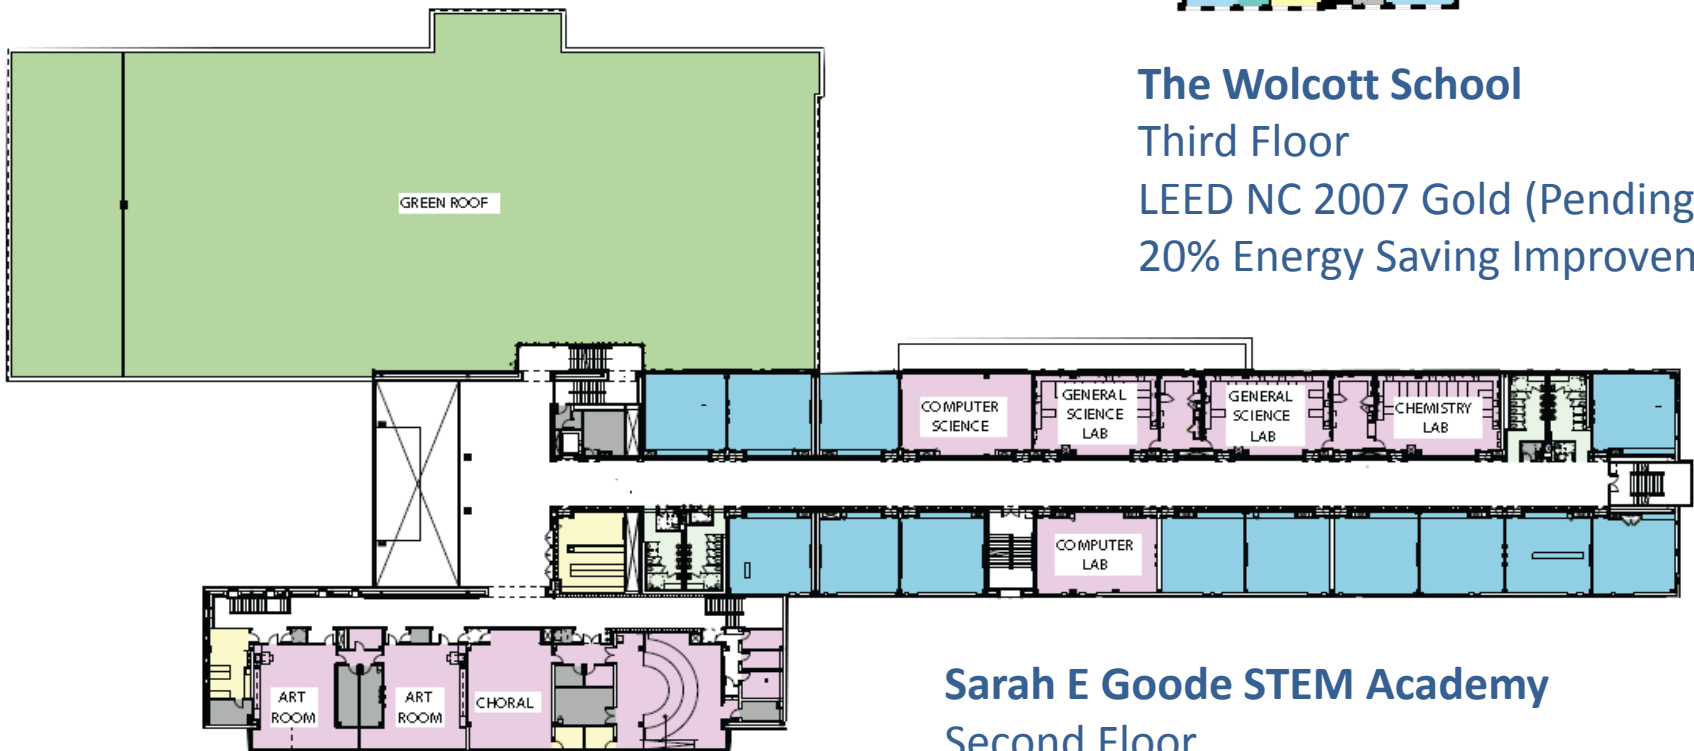 The Wolcott School
Third Floor
LEED NC 2007 Gold (Pending
20% Energy Saving Improvem
GREEN ROOF
COMPUTER
SCIENCE
GENERAL
SCIENCE
LAB
GENERAL
SCIENCE
LAB
CHEMISTRY
LAB
COMPUTER
LAB
ART
ROOM
ART
ROOM
CHORAL
Sarah E Goode STEM Academy
Second Floor